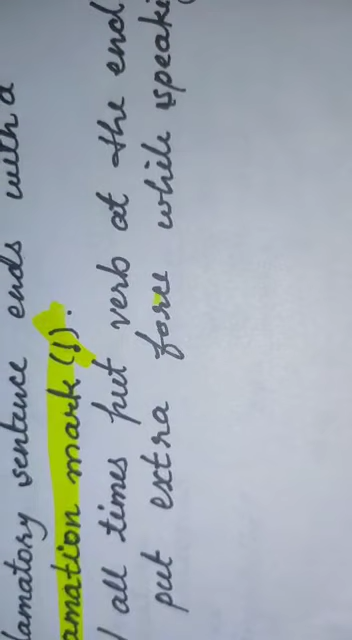 lamatory sentence ends with a
amation mark (!).
all times put verb at the end
put extra force while speaki